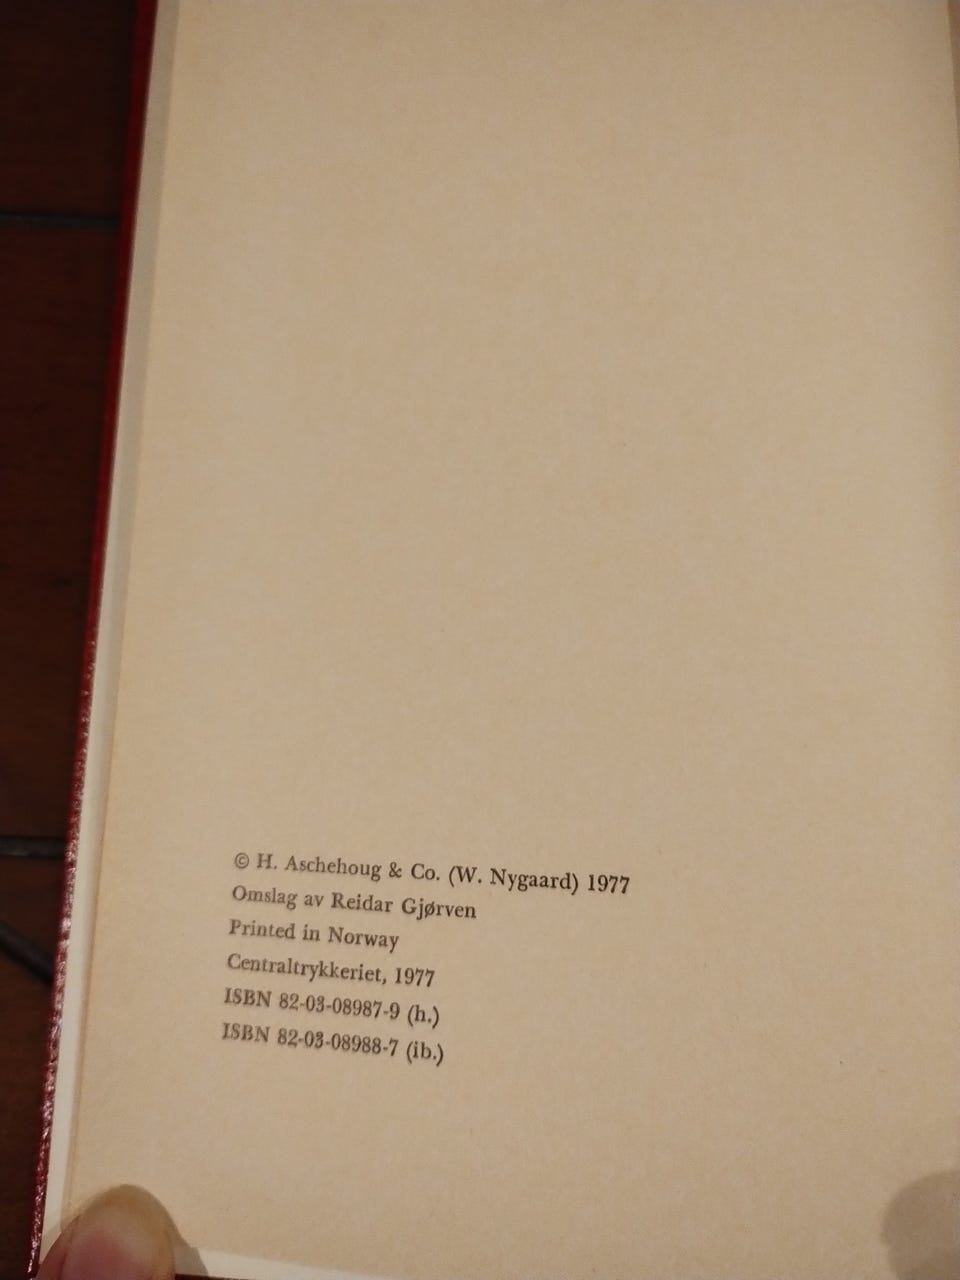 © H. Aschehoug & Co. (W. Nygaard) 1977
Omslag av Reidar Gjørven
Printed in Norway
Centraltrykkeriet, 1977
ISBN 82-03-08987-9 (h.)
ISBN 82-03-08988-7 (ib.)